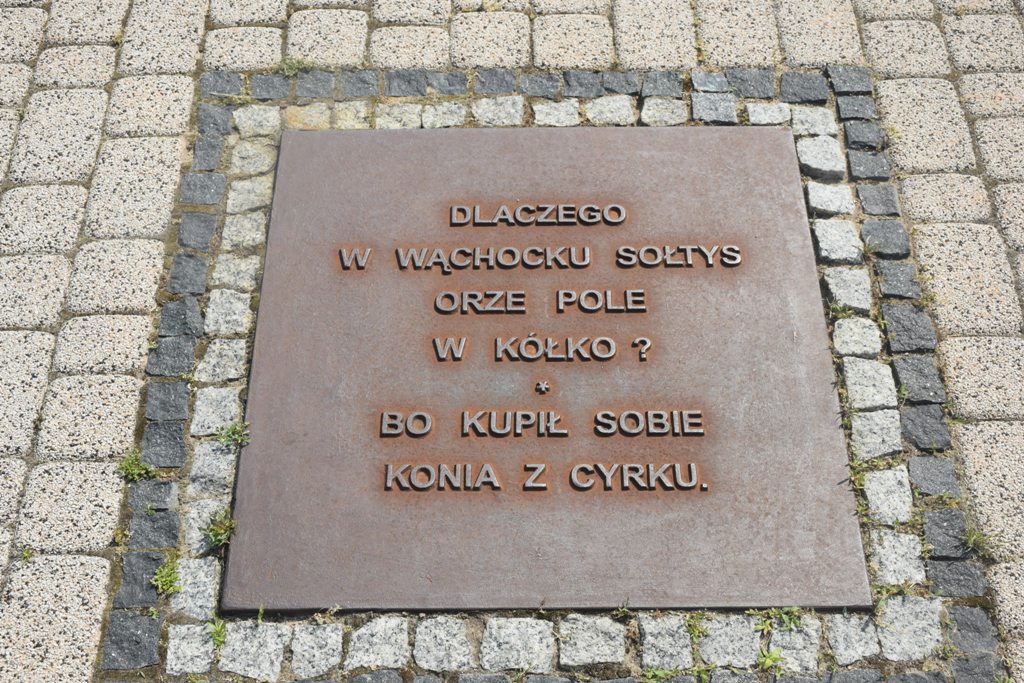 DLACZEGO
W WĄCHOCKU SOŁTYS
ORZE POLE
W KÓŁKO ?
*
BO KUPIŁ SOBIE
KONIA Z CYRKU.